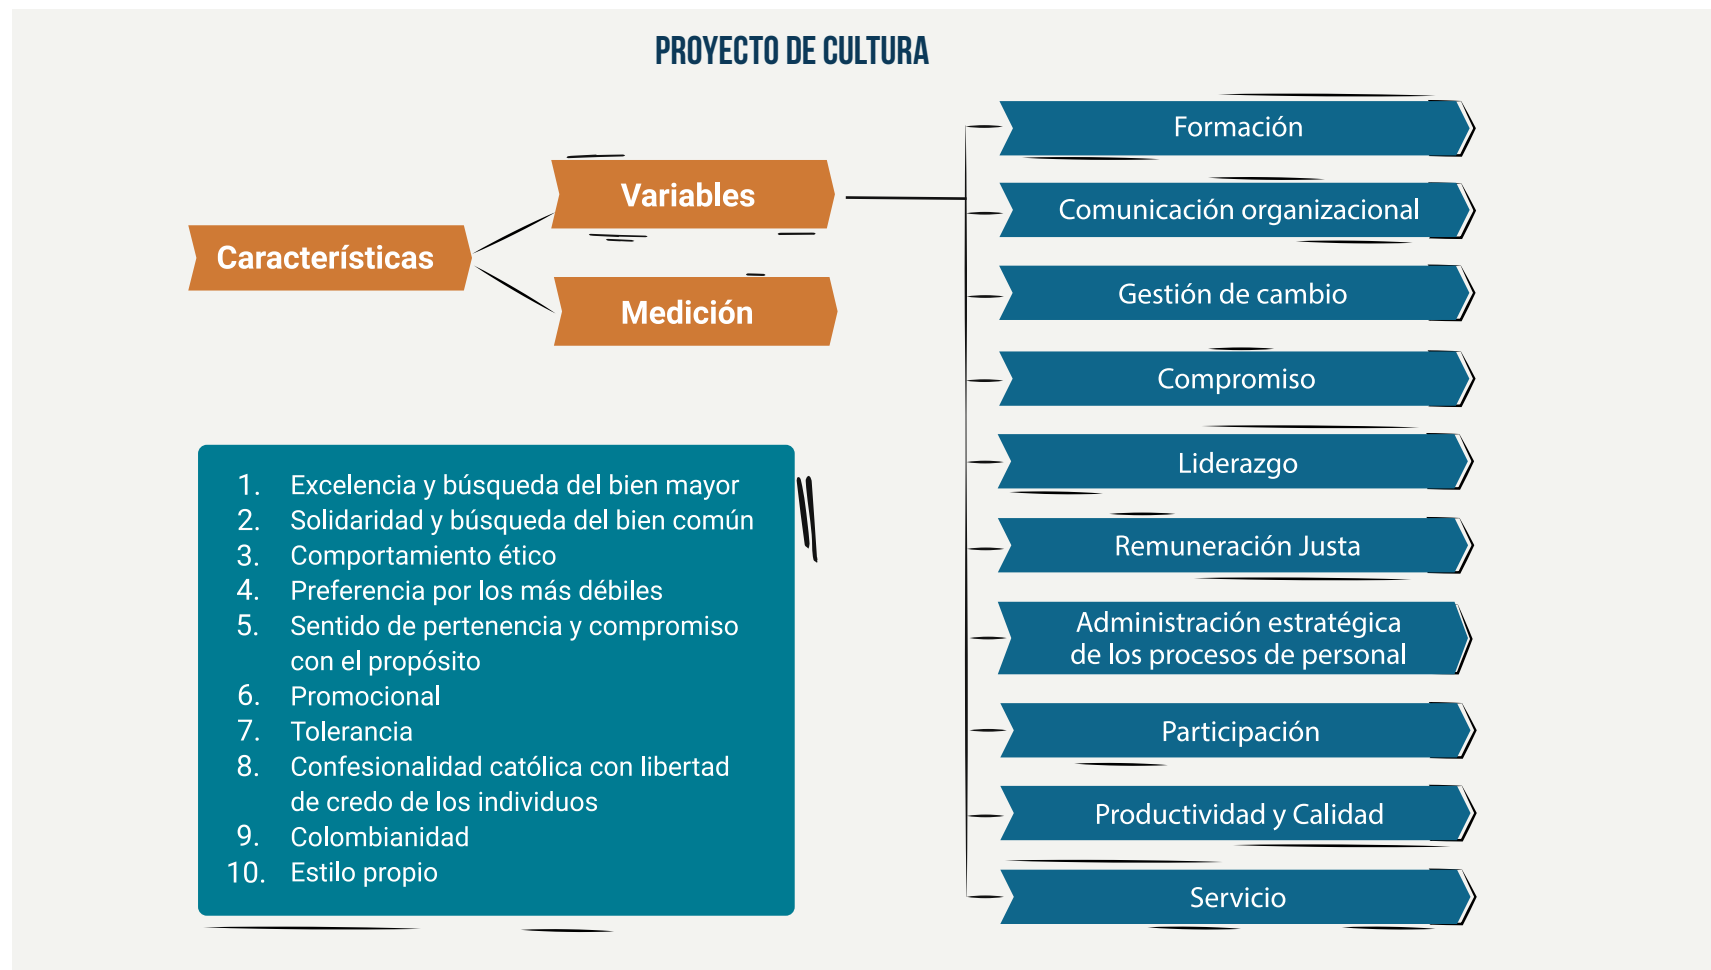 PROYECTO DE CULTURA
Características
Variables
Medición
1. Excelencia y búsqueda del bien mayor
2. Solidaridad y búsqueda del bien común
3. Comportamiento ético
4. Preferencia por los más débiles
5. Sentido de pertenencia y compromiso
con el propósito
6. Promocional
7. Tolerancia
8. Confesionalidad católica con libertad
de credo de los individuos
9. Colombianidad
10. Estilo propio
Formación
Comunicación organizacional
Gestión de cambio
Compromiso
Liderazgo
Remuneración Justa
Administración estratégica
de los procesos de personal
Participación
Productividad y Calidad
Servicio